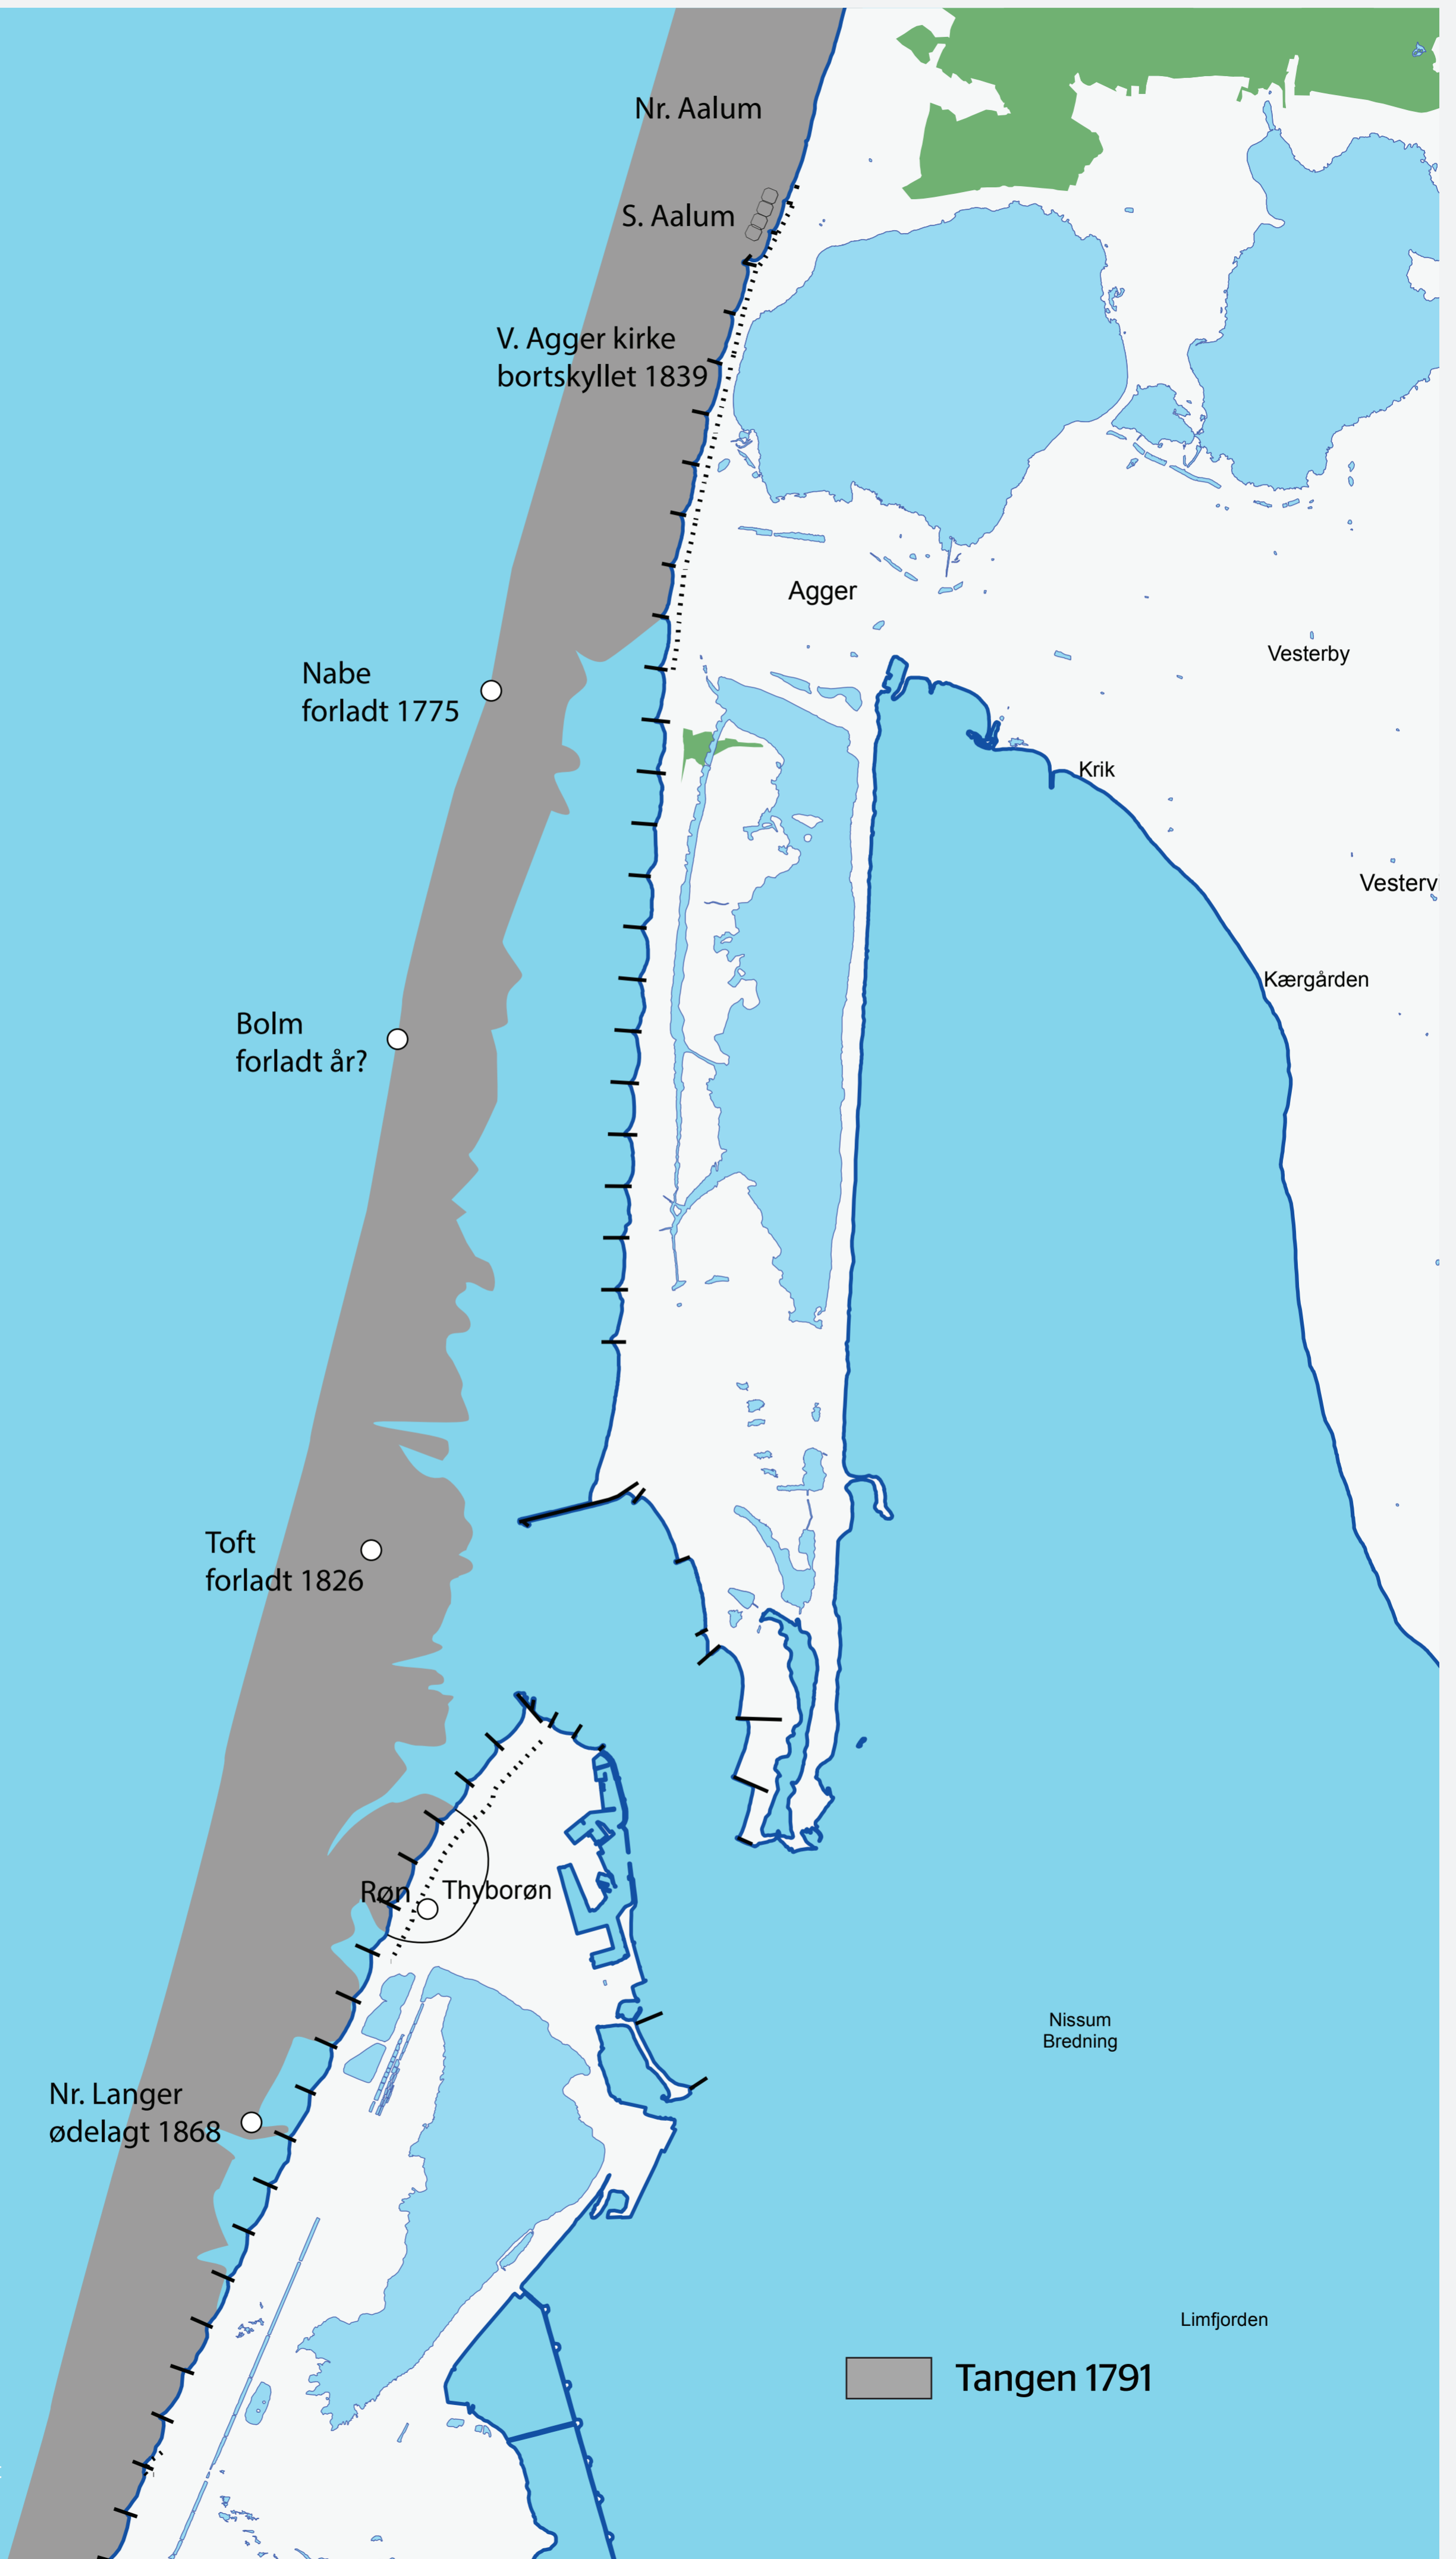 Nr. Aalum
S. Aalum
V. Agger kirke
bortskyllet 1839
Agger
Vesterby
Nabe
forladt 1775
Krik
Vesterv
Kærgården
Bolm
forladt år?
Toft
forladt 1826
Røn
Thyborøn
Nissum
Bredning
Nr. Langer
ødelagt 1868
Limfjorden
Tangen 1791